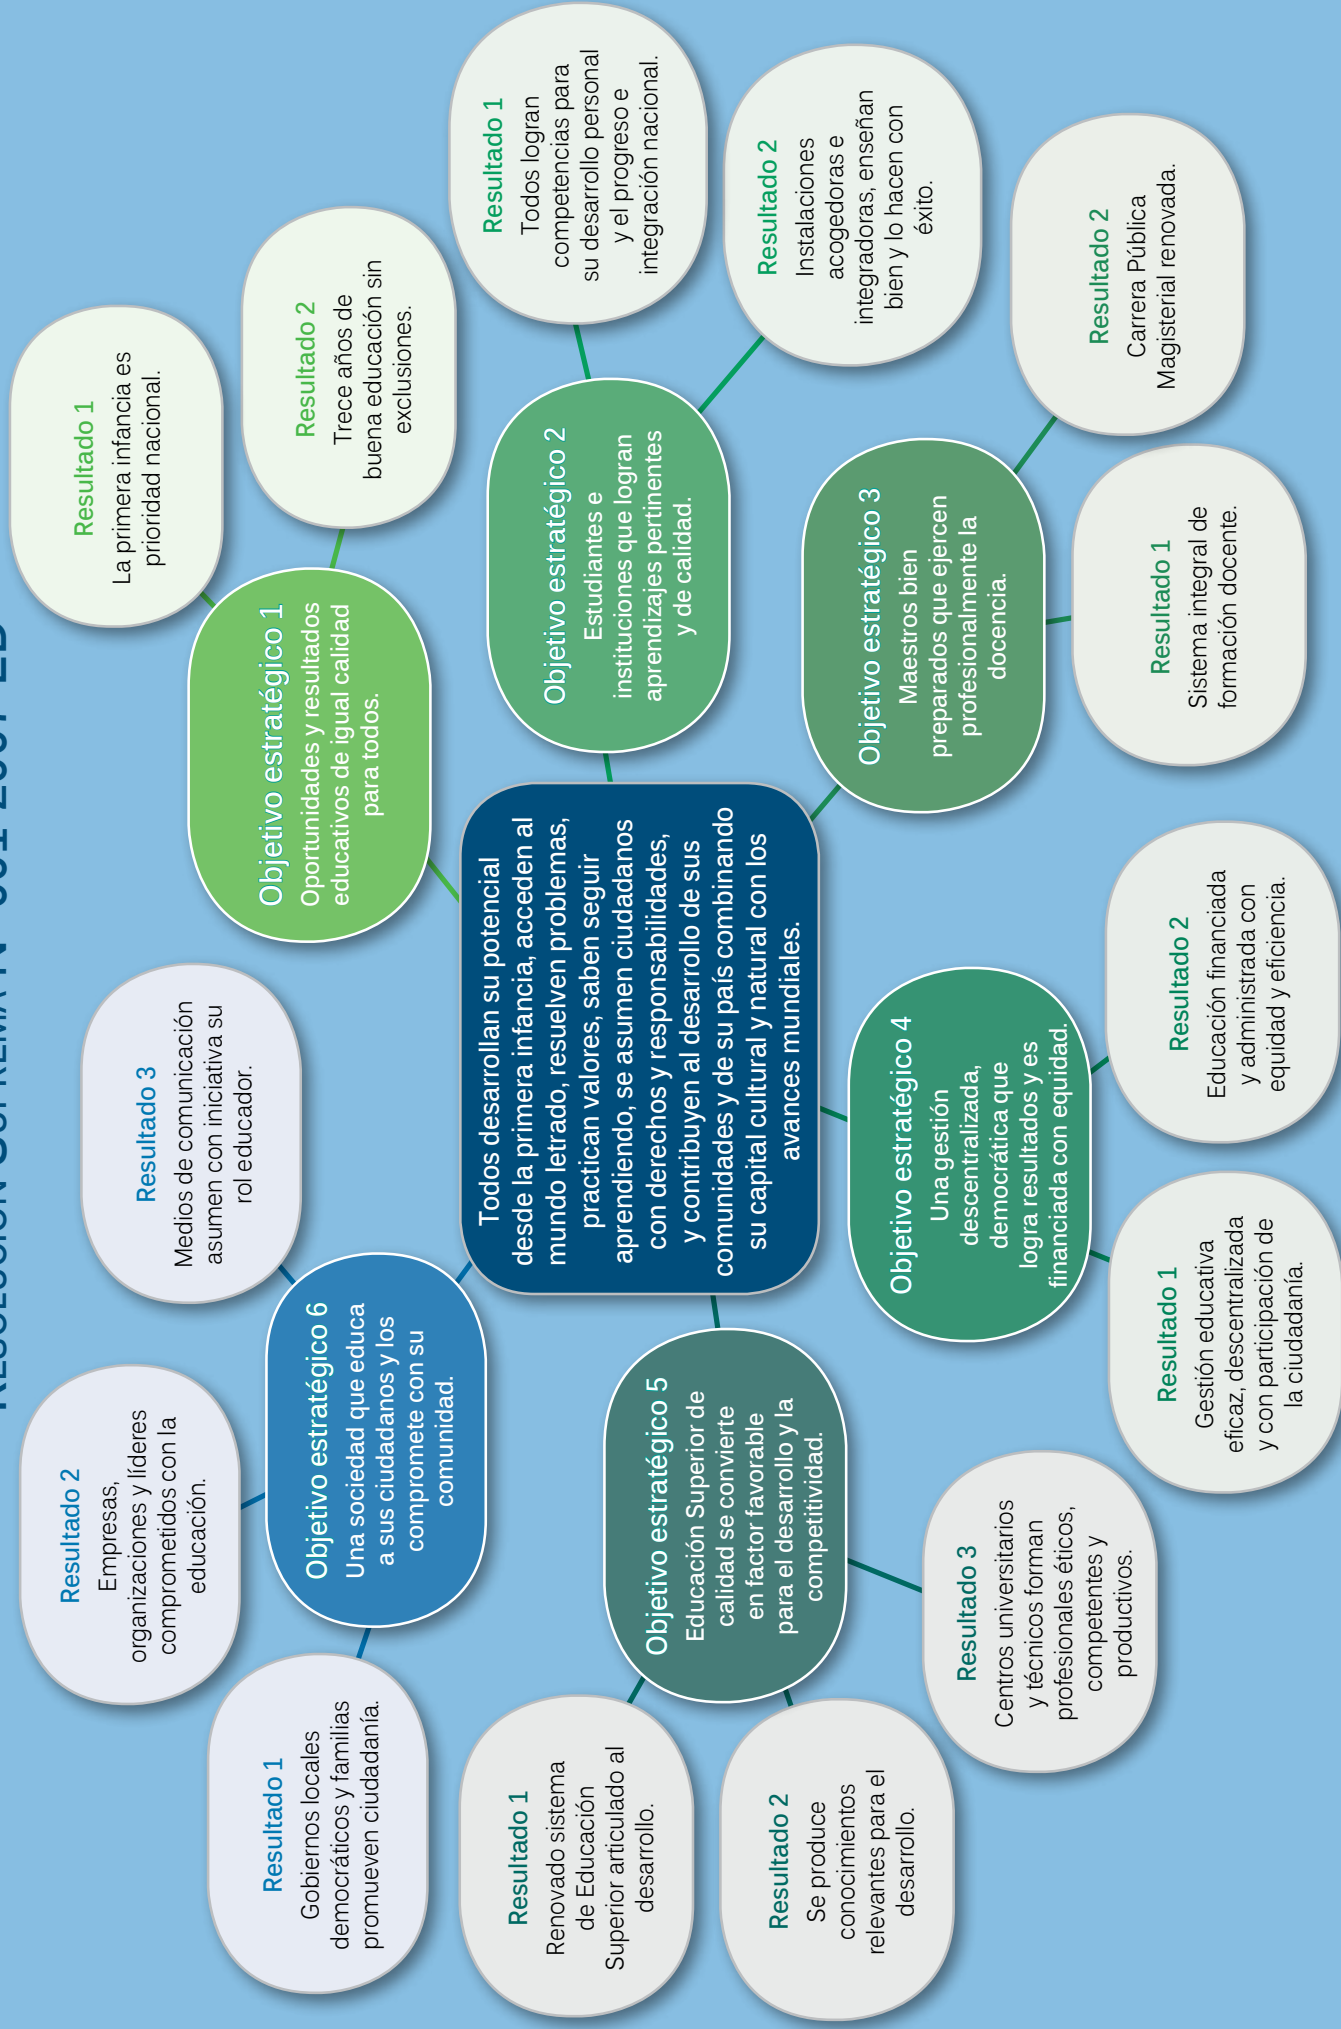 RESOLUCIÓN SUPREMA N° 001-2007-ED
Todos desarrollan su potencial
desde la primera infancia, acceden al
mundo letrado, resuelven problemas,
practican valores, saben seguir
aprendiendo, se asumen ciudadanos
con derechos y responsabilidades,
y contribuyen al desarrollo de sus
comunidades y de su país combinando
su capital cultural y natural con los
avances mundiales.
Objetivo estratégico 1
Oportunidades y resultados
educativos de igual calidad
para todos.
Resultado 1
La primera infancia es
prioridad nacional.
Resultado 2
Trece años de
buena educación sin
exclusiones.
Objetivo estratégico 2
Estudiantes e
instituciones que logran
aprendizajes pertinentes
y de calidad.
Resultado 1
Todos logran
competencias para
su desarrollo personal
y el progreso e
integración nacional.
Resultado 2
Instalaciones
acogedoras e
integradoras, enseñan
bien y lo hacen con
éxito.
Objetivo estratégico 3
Maestros bien
preparados que ejercen
profesionalmente la
docencia.
Resultado 1
Sistema integral de
formación docente.
Resultado 2
Carrera Pública
Magisterial renovada.
Objetivo estratégico 4
Una gestión
descentralizada,
democrática que
logra resultados y es
financiada con equidad.
Resultado 1
Gestión educativa
eficaz, descentralizada
y con participación de
la ciudadanía.
Resultado 2
Educación financiada
y administrada con
equidad y eficiencia.
Objetivo estratégico 5
Educación Superior de
calidad se convierte
en factor favorable
para el desarrollo y la
competitividad.
Resultado 1
Renovado sistema
de Educación
Superior articulado al
desarrollo.
Resultado 2
Se produce
conocimientos
relevantes para el
desarrollo.
Resultado 3
Centros universitarios
y técnicos forman
profesionales éticos,
competentes y
productivos.
Objetivo estratégico 6
Una sociedad que educa
a sus ciudadanos y los
compromete con su
comunidad.
Resultado 1
Gobiernos locales
democráticos y familias
promueven ciudadanía.
Resultado 2
Empresas,
organizaciones y líderes
comprometidos con la
educación.
Resultado 3
Medios de comunicación
asumen con iniciativa su
rol educador.